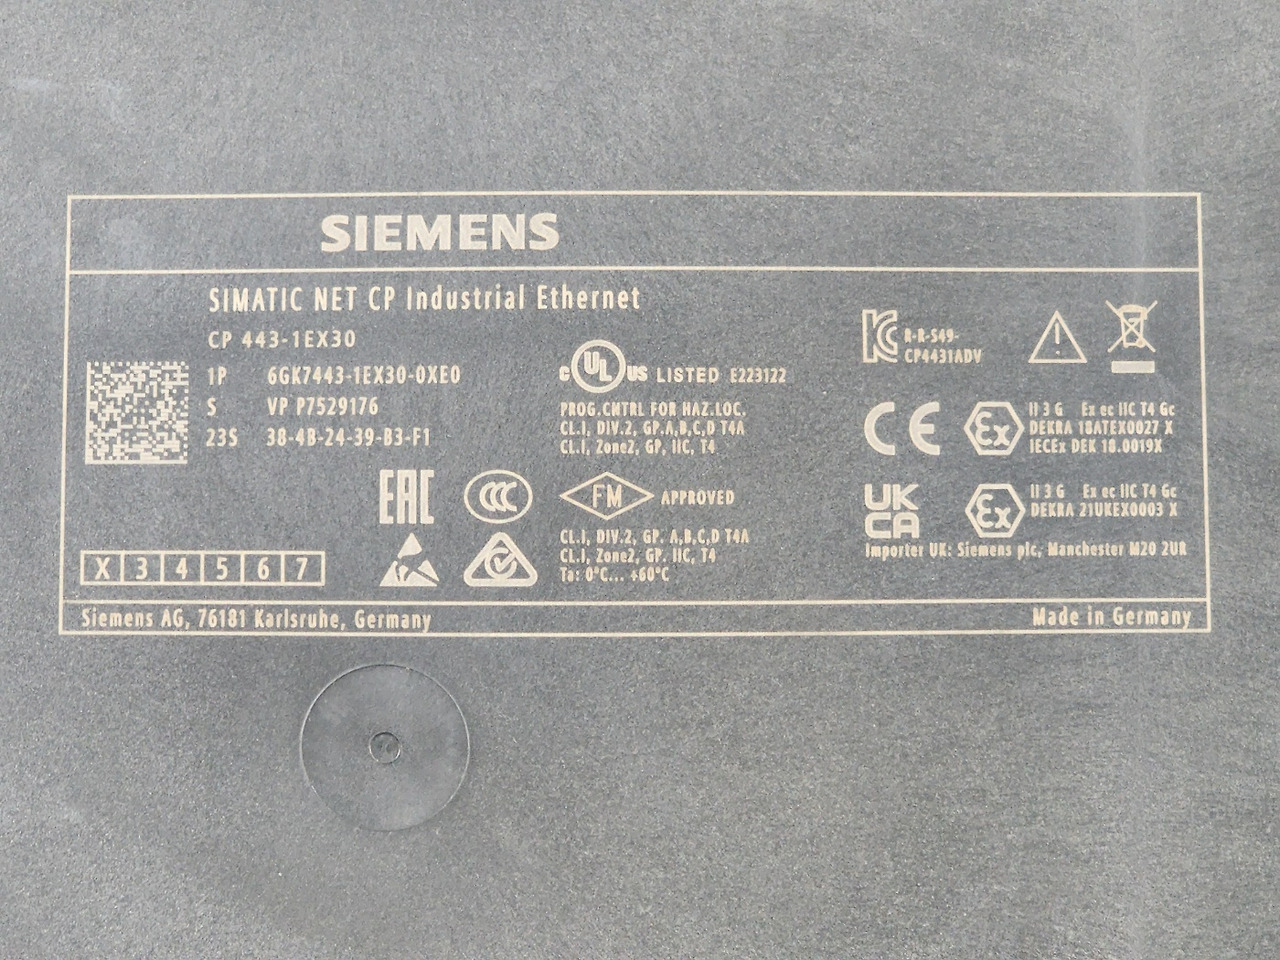 SIEMENS
SIMATIC NET CP Industrial Ethernet
CP 443-1EX30
1P 6GK7443-1EX30-0XE0
S VP P7529176
23S 38-4B-24-39-B3-F1
C UL US LISTED E223122
PROG.CNTRL FOR HAZ.LOC.
CL.I, DIV.2, GP.A,B,C,D T4A
CL.I, Zone2, GP, IIC, T4
EAC
CCC
FM APPROVED
CL.I, DIV.2, GP. A,B,C,D T4A
CL.I, Zone2, GP. IIC, T4
Ta: 0°C... +60°C
R-R-S49-
CP4431ADV
CE
Ex
II 3 G Ex ec IIC T4 Gc
DEKRA 18ATEX0027 X
IECEx DEK 18.0019X
UK
CA
Ex
II 3 G Ex ec IIC T4 Gc
DEKRA 21UKEX0003 X
Importer UK: Siemens plc, Manchester M20 2UR
X 3 4 5 6 7
Siemens AG, 76181 Karlsruhe, Germany
Made in Germany